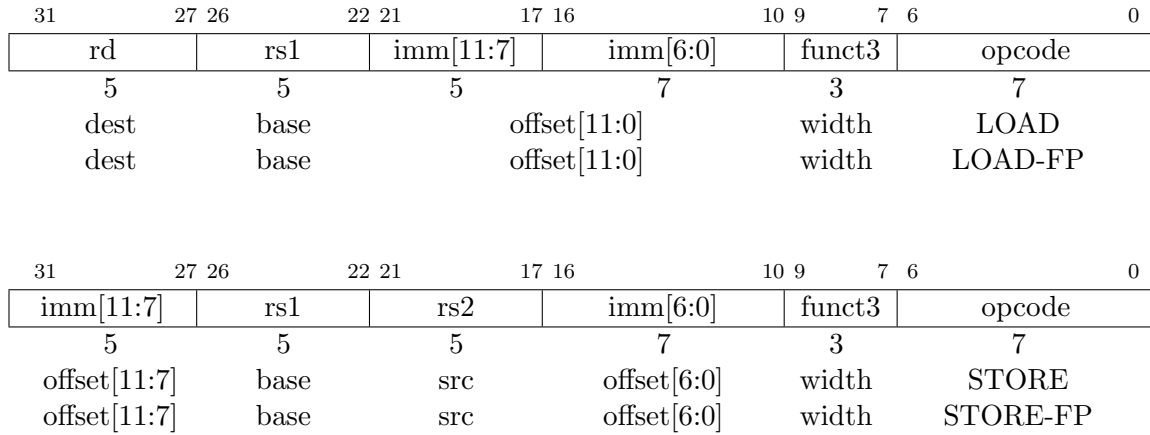 31 27 26 22 21 17 16 10 9 7 6 0
rd rs1 imm[11:7] imm[6:0] funct3 opcode
5 5 5 7 3 7
dest base offset[11:0] width LOAD
dest base offset[11:0] width LOAD-FP
31 27 26 22 21 17 16 10 9 7 6 0
imm[11:7] rs1 rs2 imm[6:0] funct3 opcode
5 5 5 7 3 7
offset[11:7] base src offset[6:0] width STORE
offset[11:7] base src offset[6:0] width STORE-FP